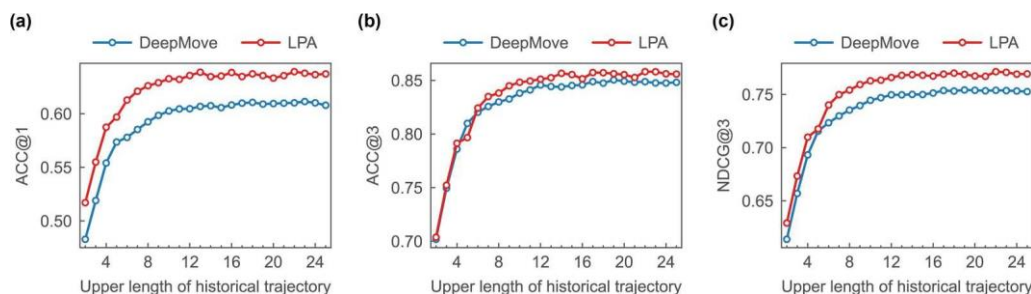 (a)
DeepMove LPA
ACC@1
0.60
0.55
0.50
4 8 12 16 20 24
Upper length of historical trajectory
(b)
DeepMove LPA
ACC@3
0.85
0.80
0.75
0.70
4 8 12 16 20 24
Upper length of historical trajectory
(c)
DeepMove LPA
NDCG@3
0.75
0.70
0.65
4 8 12 16 20 24
Upper length of historical trajectory